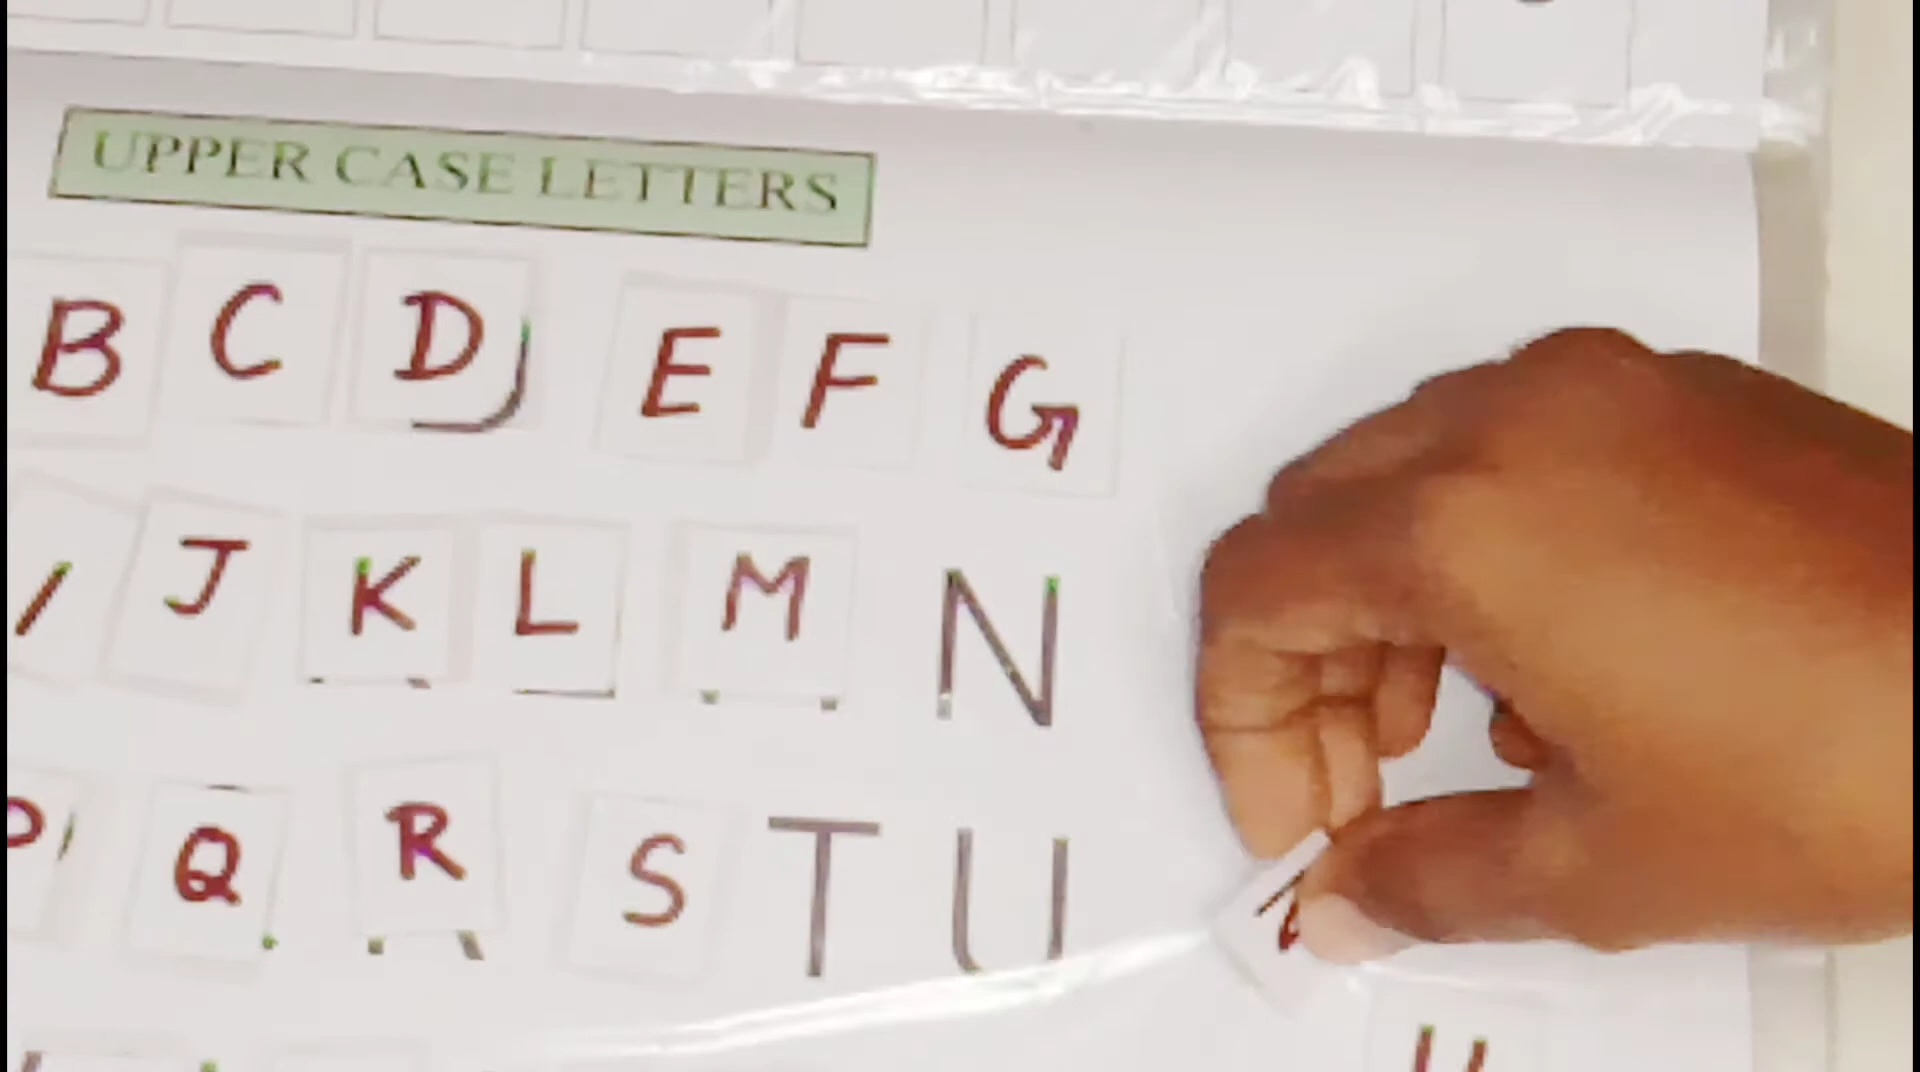 UPPER CASE LETTERS
B C D E F G
J K L M N
P Q R S T U
U